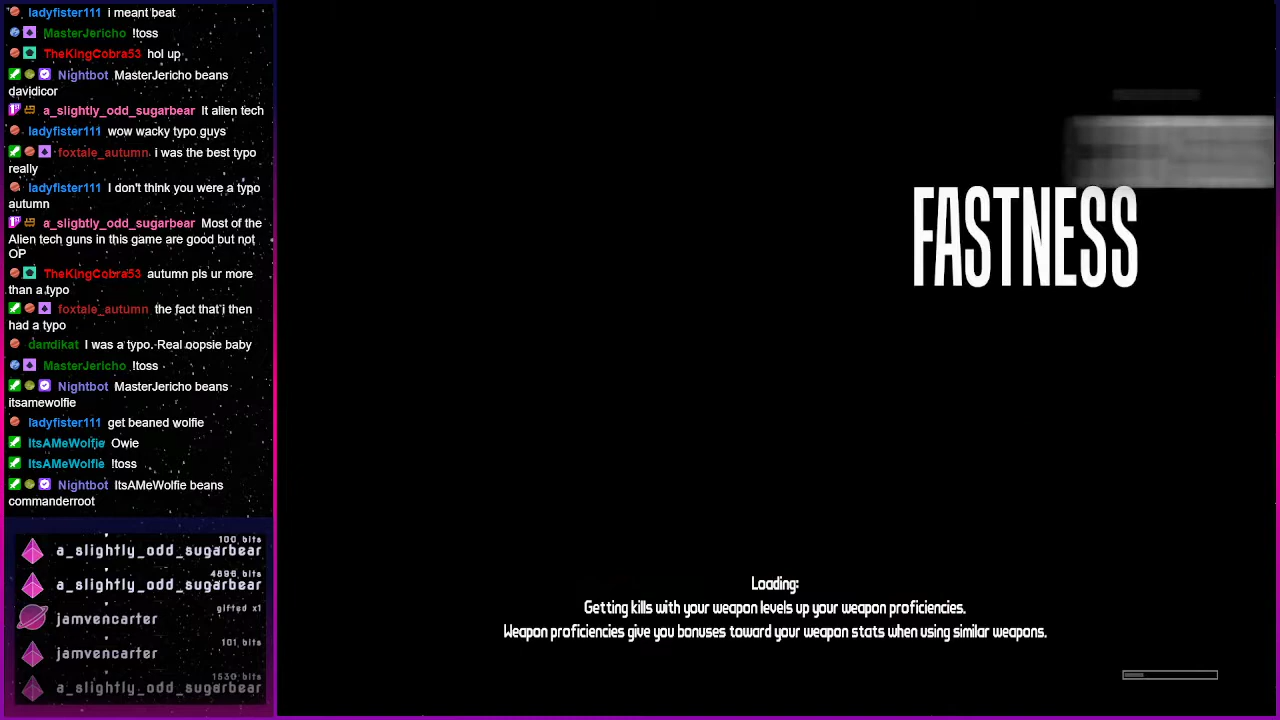 ladyfister111 i meant beat
MasterJericho !toss
TheKingCobra53 hol up
Nightbot MasterJericho beans
davidicor
a_slightly_odd_sugarbear It alien tech
ladyfister111 wow wacky typo guys
foxtale_autumn i was the best typo
really
ladyfister111 I don't think you were a typo
autumn
a_slightly_odd_sugarbear Most of the
Alien tech guns in this game are good but not
OP
TheKingCobra53 autumn pls ur more
than a typo
foxtale_autumn the fact that i then
had a typo
dandikat I was a typo. Real oopsie baby
MasterJericho !toss
Nightbot MasterJericho beans
itsamewolfie
ladyfister111 get beaned wolfie
ItsAMeWolfie Owie
ItsAMeWolfie !toss
Nightbot ItsAMeWolfie beans
commanderroot
100 bits
a_slightly_odd_sugarbear
4896 bits
a_slightly_odd_sugarbear
gifted x1
jamvencarter
101 bits
jamvencarter
1530 bits
a_slightly_odd_sugarbear
FASTNESS
Loading:
Getting kills with your weapon levels up your weapon proficiencies.
Weapon proficiencies give you bonuses toward your weapon stats when using similar weapons.